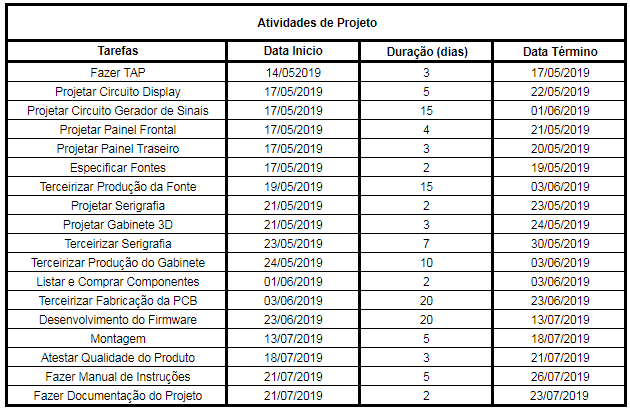 Atividades de Projeto
Tarefas Data Inicio Duração (dias) Data Término
Fazer TAP 14/052019 3 17/05/2019
Projetar Circuito Display 17/05/2019 5 22/05/2019
Projetar Circuito Gerador de Sinais 17/05/2019 15 01/06/2019
Projetar Painel Frontal 17/05/2019 4 21/05/2019
Projetar Painel Traseiro 17/05/2019 3 20/05/2019
Especificar Fontes 17/05/2019 2 19/05/2019
Terceirizar Produção da Fonte 19/05/2019 15 03/06/2019
Projetar Serigrafia 21/05/2019 2 23/05/2019
Projetar Gabinete 3D 21/05/2019 3 24/05/2019
Terceirizar Serigrafia 23/05/2019 7 30/05/2019
Terceirizar Produção do Gabinete 24/05/2019 10 03/06/2019
Listar e Comprar Componentes 01/06/2019 2 03/06/2019
Terceirizar Fabricação da PCB 03/06/2019 20 23/06/2019
Desenvolvimento do Firmware 23/06/2019 20 13/07/2019
Montagem 13/07/2019 5 18/07/2019
Atestar Qualidade do Produto 18/07/2019 3 21/07/2019
Fazer Manual de Instruções 21/07/2019 5 26/07/2019
Fazer Documentação do Projeto 21/07/2019 2 23/07/2019